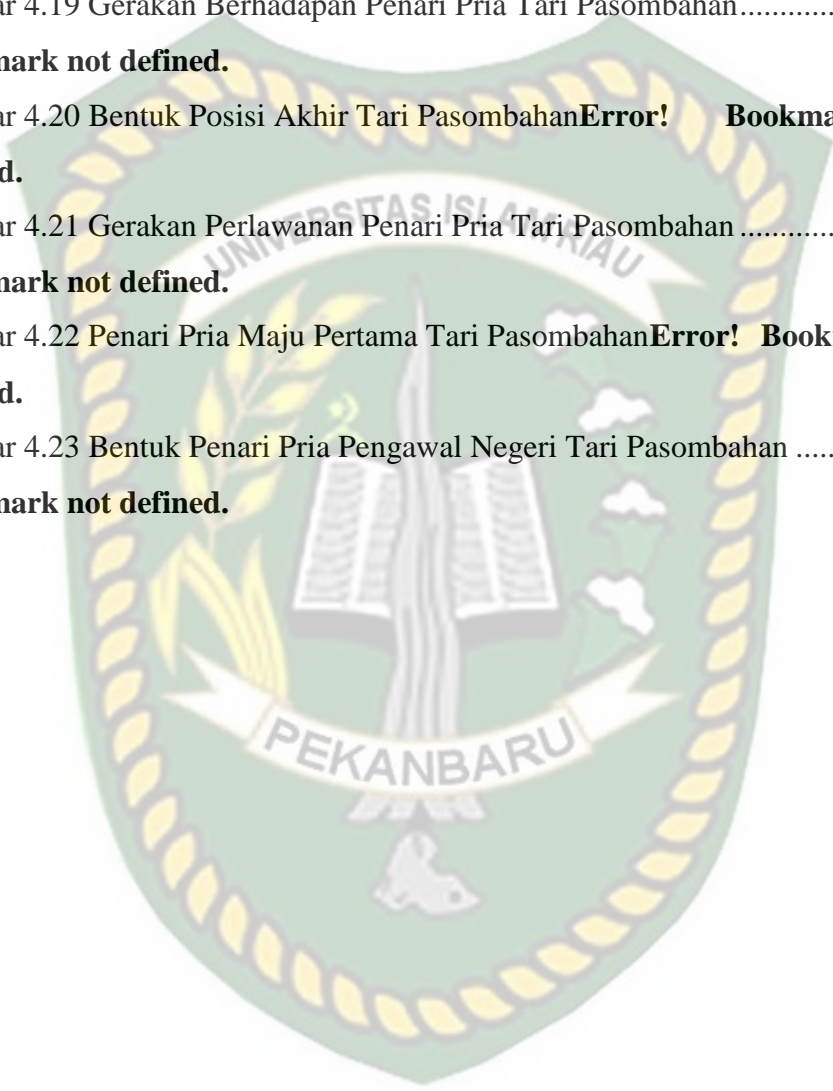 ar 4.19 Gerakan Berhadapan Penari Pria Tari Pasombahan.............
mark not defined.
ar 4.20 Bentuk Posisi Akhir Tari PasombahanError! Bookma
d.
UNIVERSITAS ISLAM RIAU
ar 4.21 Gerakan Perlawanan Penari Pria Tari Pasombahan ............
mark not defined.
ar 4.22 Penari Pria Maju Pertama Tari PasombahanError! Book
d.
ar 4.23 Bentuk Penari Pria Pengawal Negeri Tari Pasombahan .....
mark not defined.
PEKANBARU